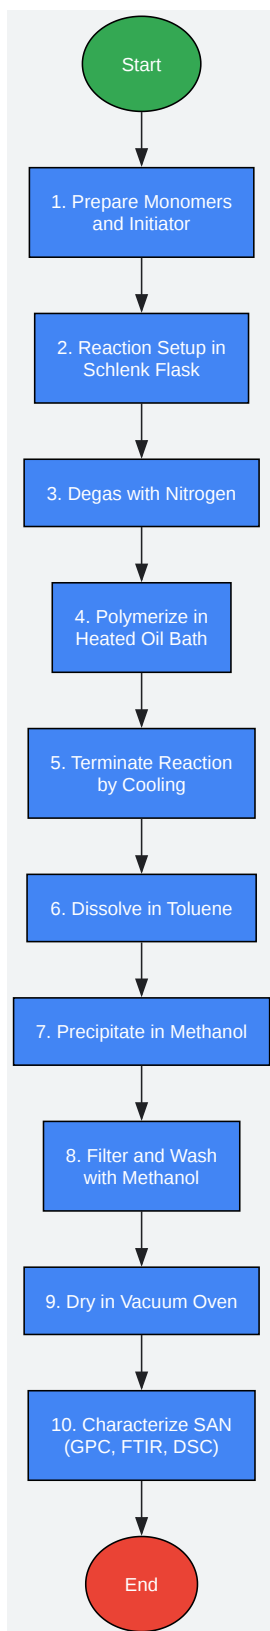 Start
1. Prepare Monomers
and Initiator
2. Reaction Setup in
Schlenk Flask
3. Degas with Nitrogen
4. Polymerize in
Heated Oil Bath
5. Terminate Reaction
by Cooling
6. Dissolve in Toluene
7. Precipitate in Methanol
8. Filter and Wash
with Methanol
9. Dry in Vacuum Oven
10. Characterize SAN
(GPC, FTIR, DSC)
End